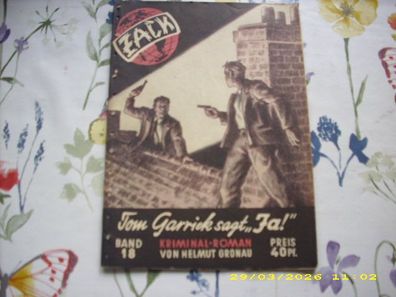 ZACK
Tom Garrick sagt „Ja!"
BAND
18
KRIMINAL-ROMAN
VON HELMUT GRONAU
PREIS
40 Pf.
29/03/2026 11:02